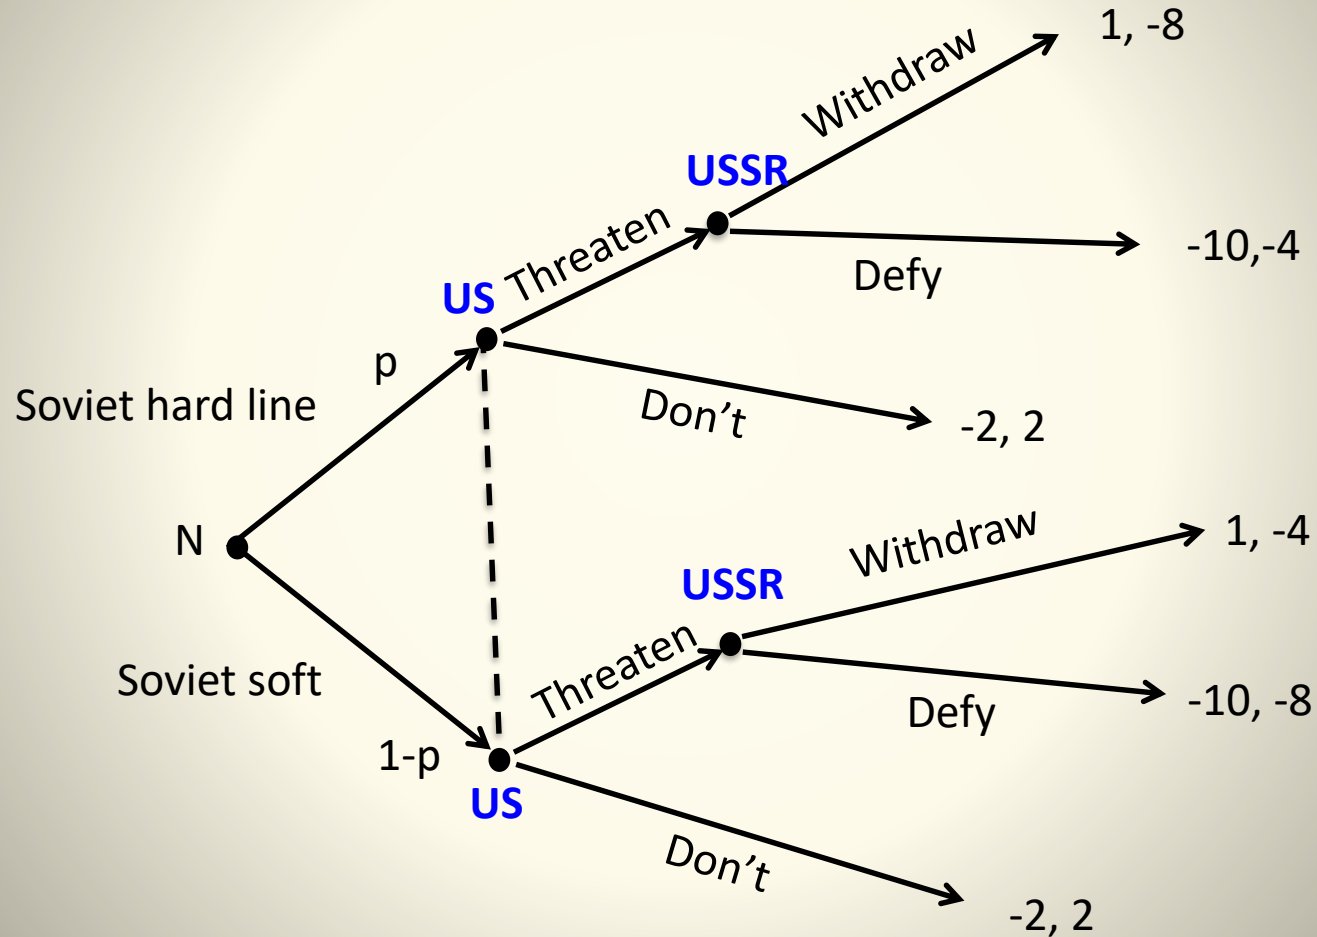 1, -8
Withdraw
USSR
Threaten
-10,-4
Defy
US
p
Soviet hard line
Don't
-2, 2
N
Withdraw
1, -4
USSR
Threaten
Soviet soft
-10, -8
Defy
1-p
US
Don't
-2, 2